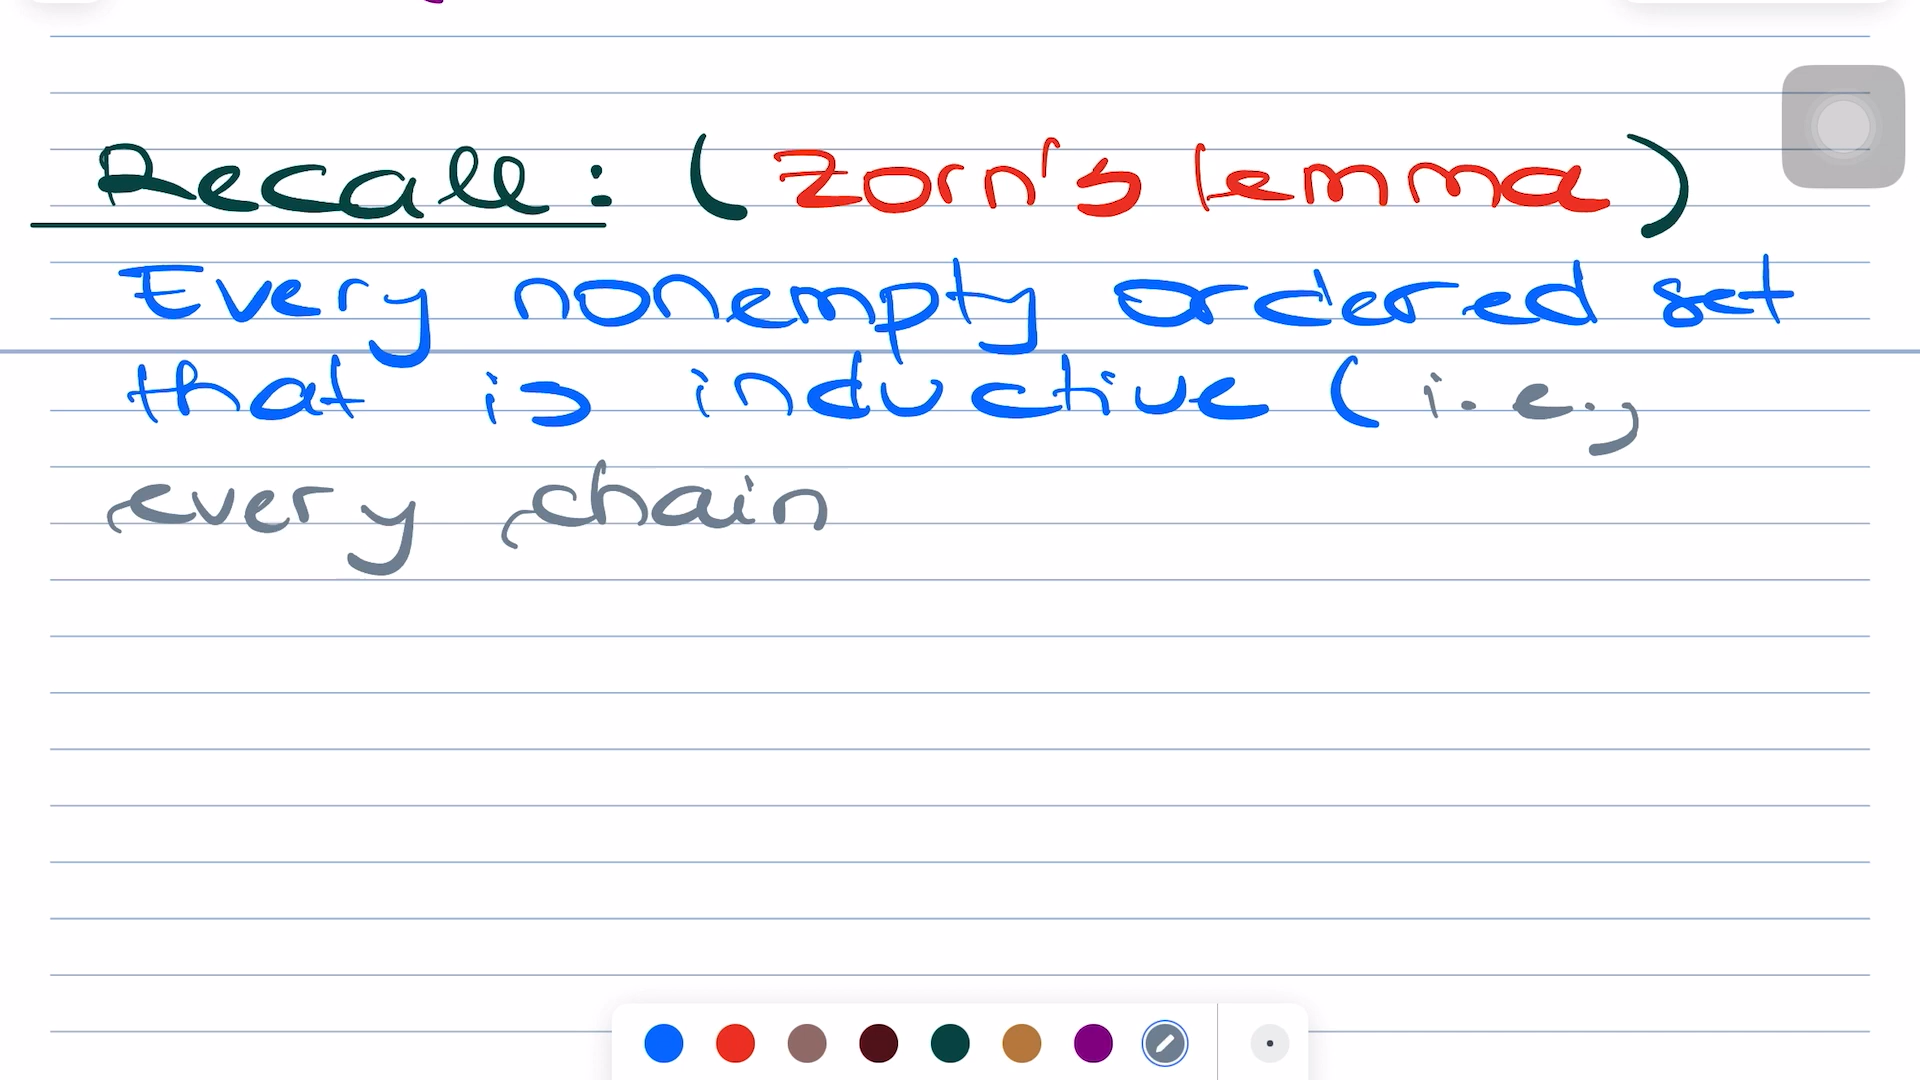 Recall: (Zorn's lemma)
Every nonempty ordered set
that is inductive (i.e.,
every chain